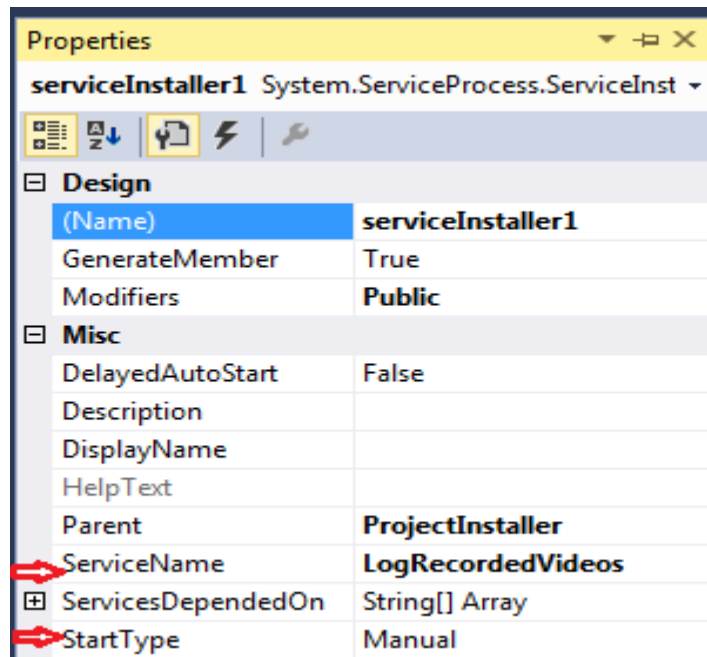 Properties
serviceInstaller1 System.ServiceProcess.ServiceInst
Design
(Name) serviceInstaller1
GenerateMember True
Modifiers Public
Misc
DelayedAutoStart False
Description
DisplayName
HelpText
Parent ProjectInstaller
ServiceName LogRecordedVideos
ServicesDependedOn String[] Array
StartType Manual